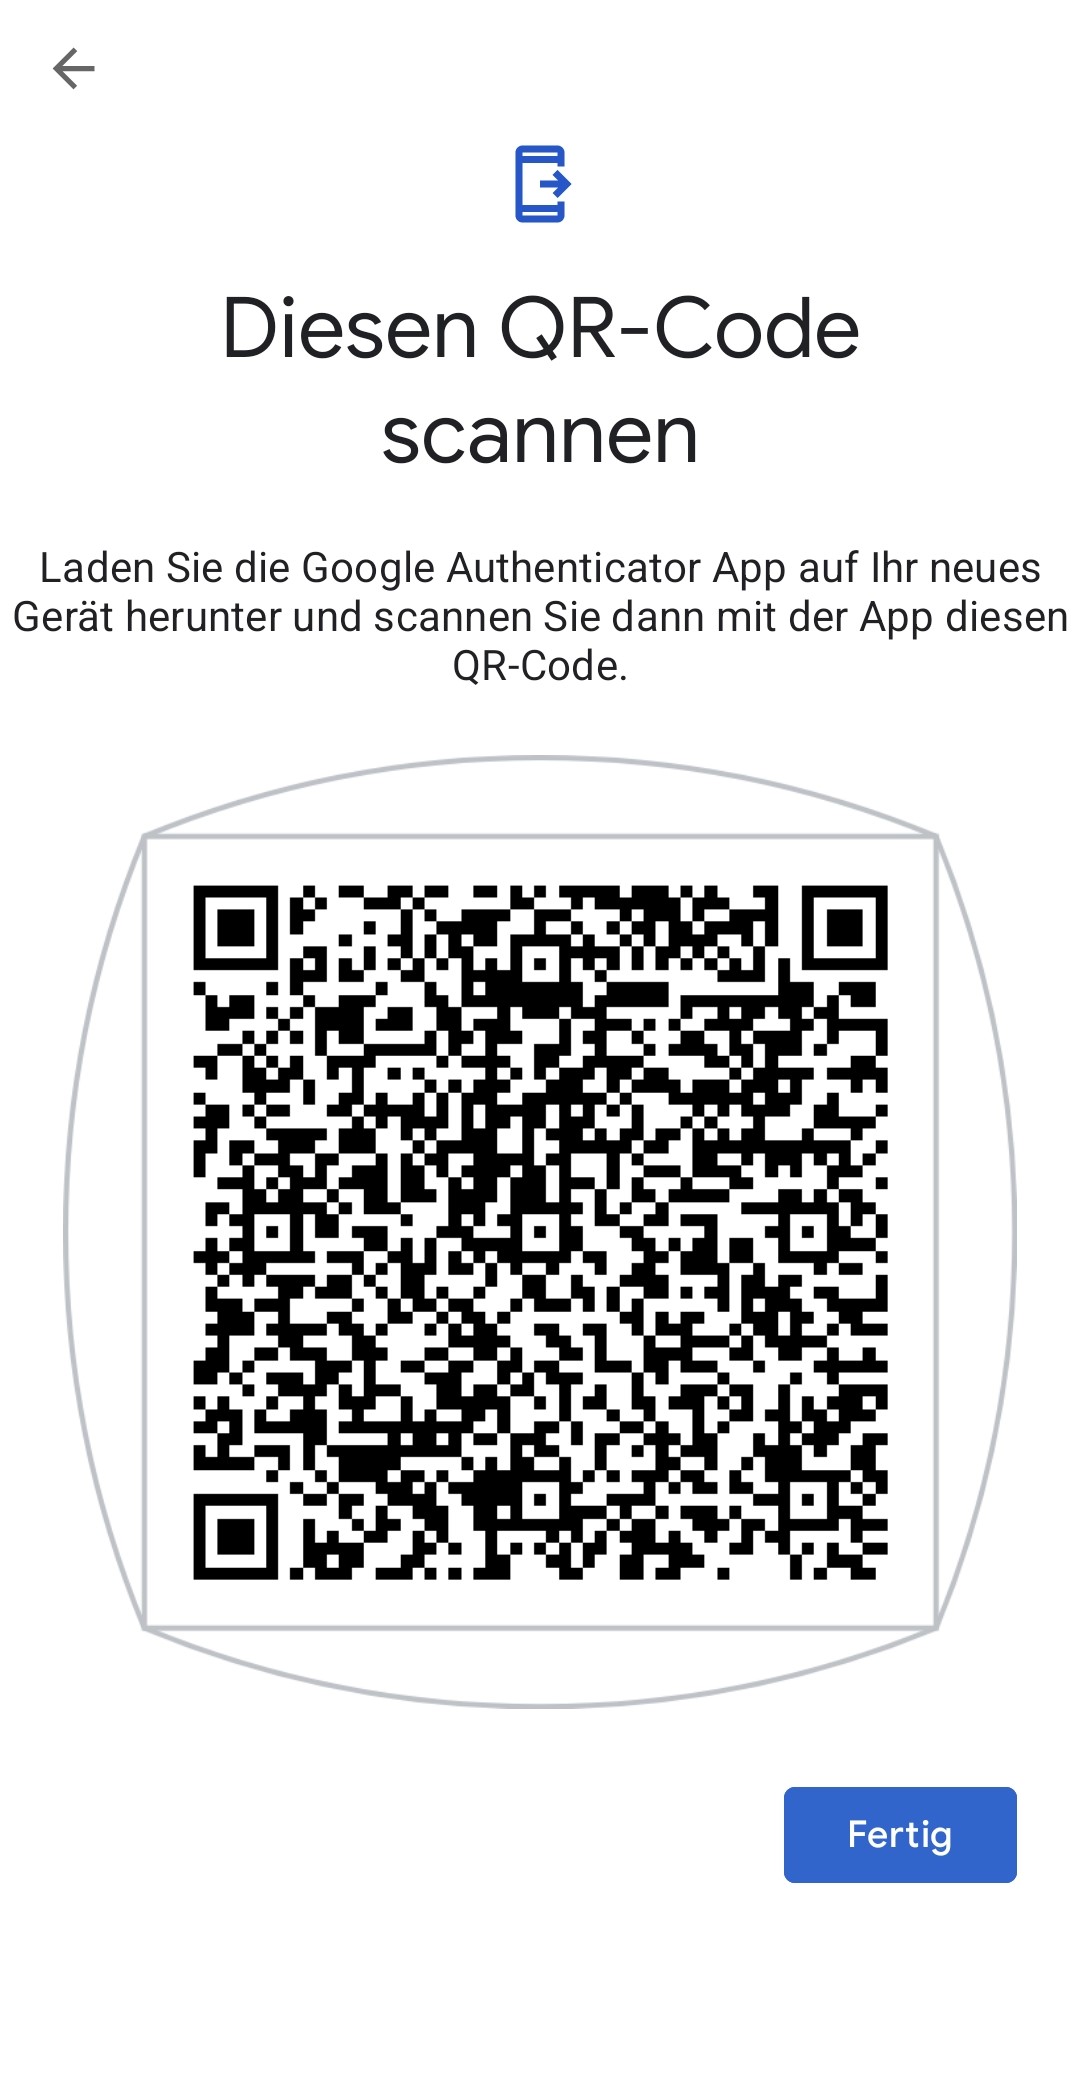 Diesen QR-Code
scannen
Laden Sie die Google Authenticator App auf Ihr neues
Gerät herunter und scannen Sie dann mit der App diesen
QR-Code.
Fertig